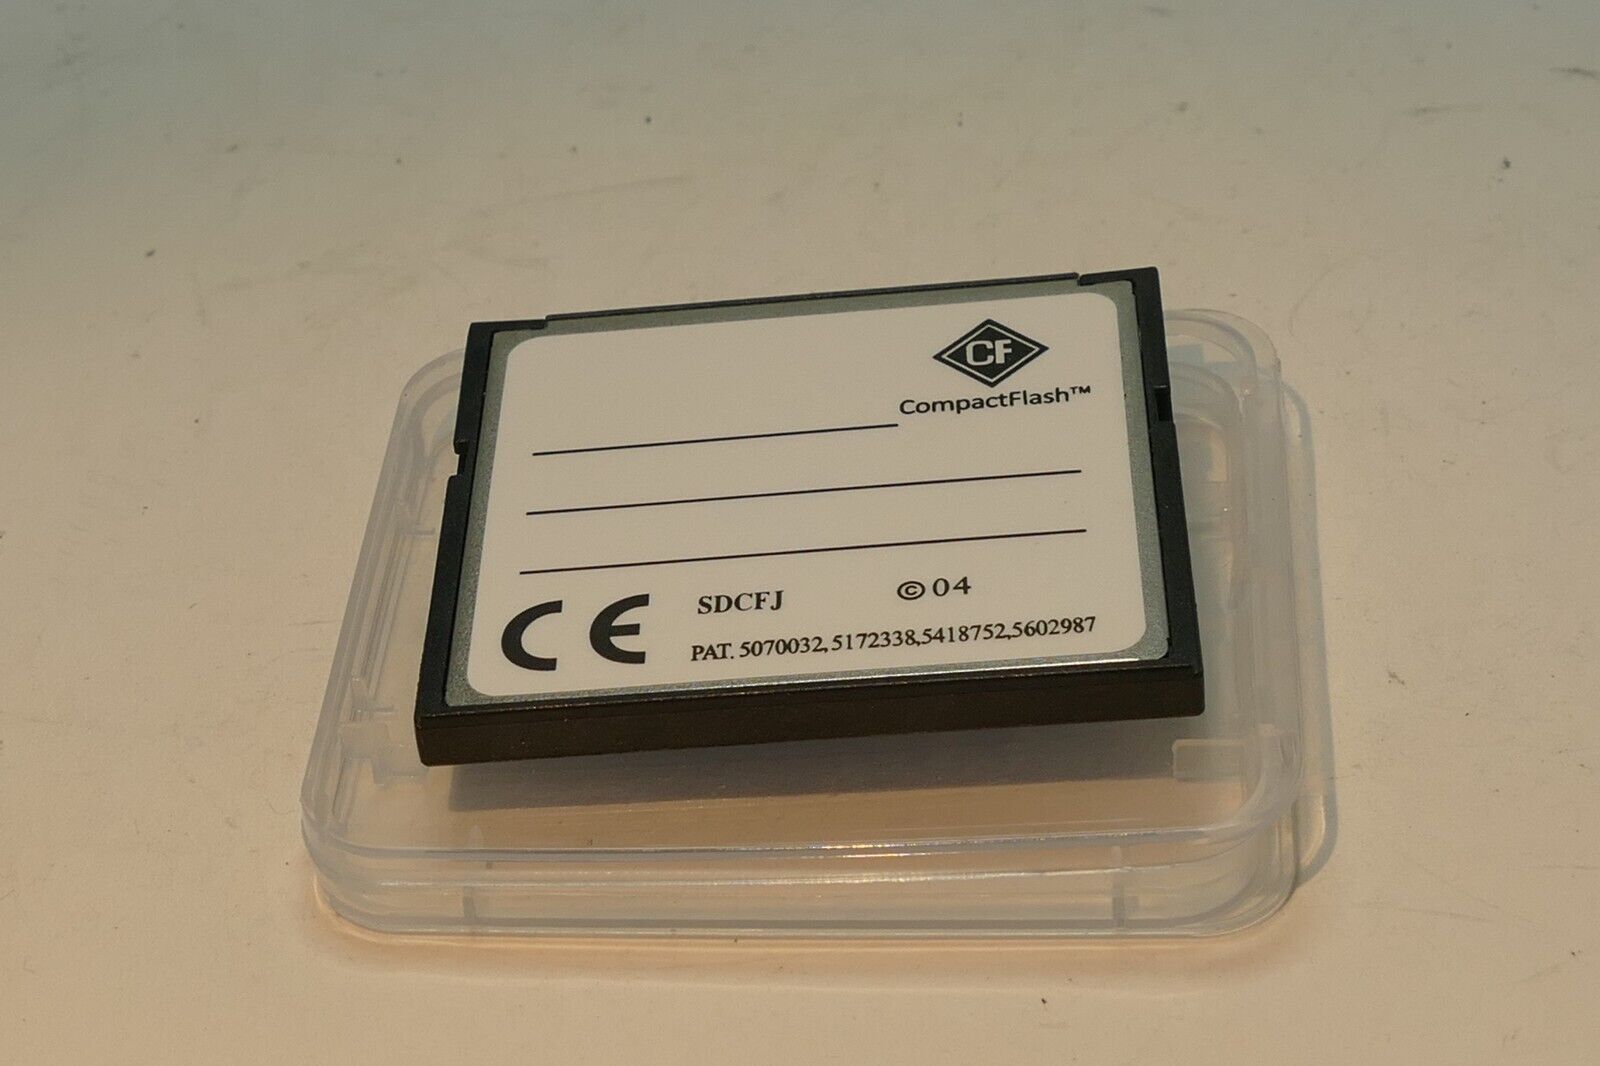 CF
CompactFlash™
CE SDCFJ ©04
PAT. 5070032,5172338,5418752,5602987